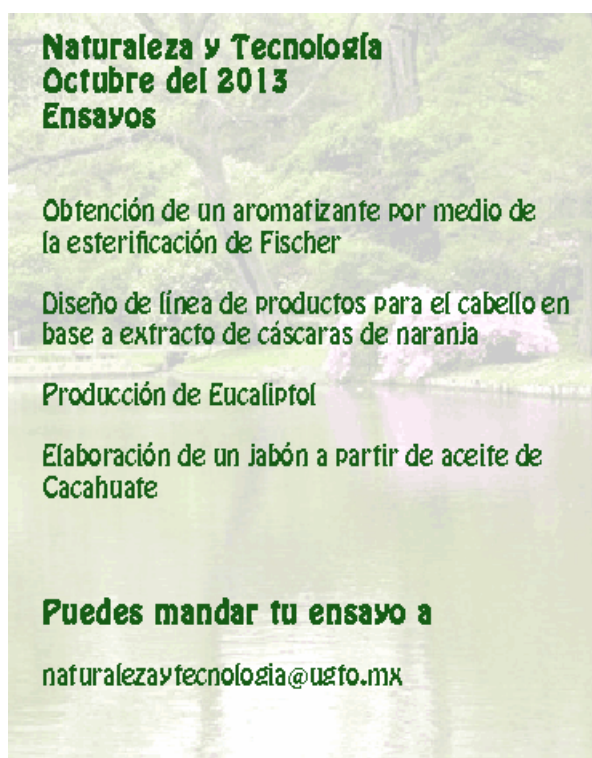 Naturaleza y Tecnología
Octubre del 2013
Ensayos
Obtención de un aromatizante por medio de
la esterificación de Fischer
Diseño de línea de productos para el cabello en
base a extracto de cáscaras de naranja
Producción de Eucaliptol
Elaboración de un jabón a partir de aceite de
Cacahuate
Puedes mandar tu ensayo a
naturalezaytecnologia@ugto.mx